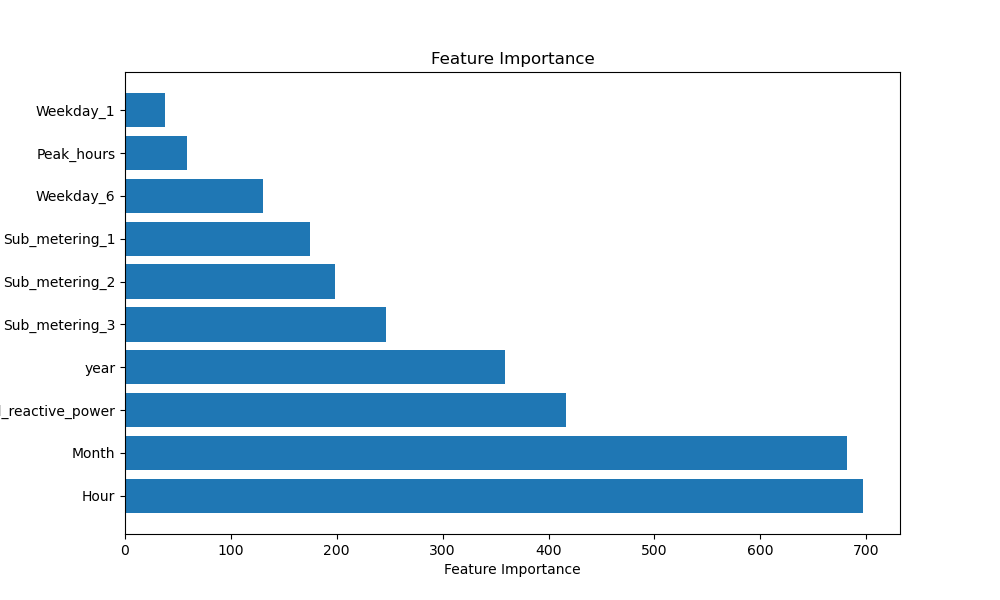 Feature Importance
Weekday_1
Peak_hours
Weekday_6
Sub_metering_1
Sub_metering_2
Sub_metering_3
year
l_reactive_power
Month
Hour
0 100 200 300 400 500 600 700
Feature Importance